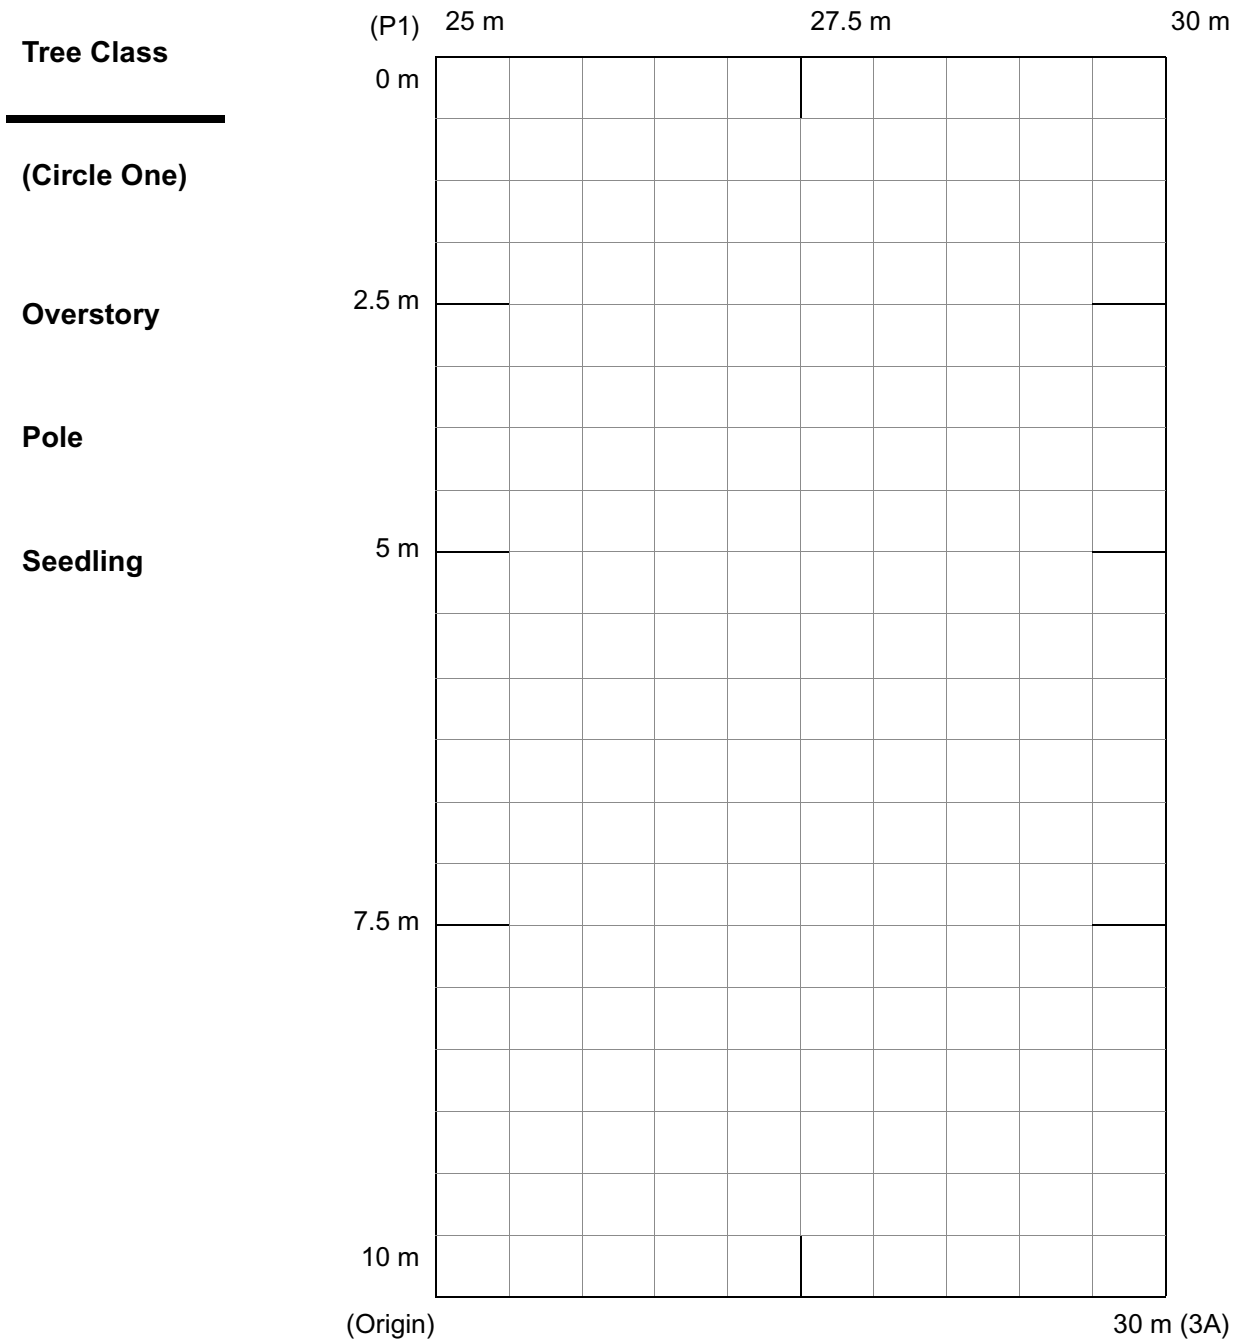 Tree Class
(Circle One)
Overstory
Pole
Seedling
(P1) 25 m 27.5 m 30 m
0 m
2.5 m
5 m
7.5 m
10 m
(Origin) 30 m (3A)